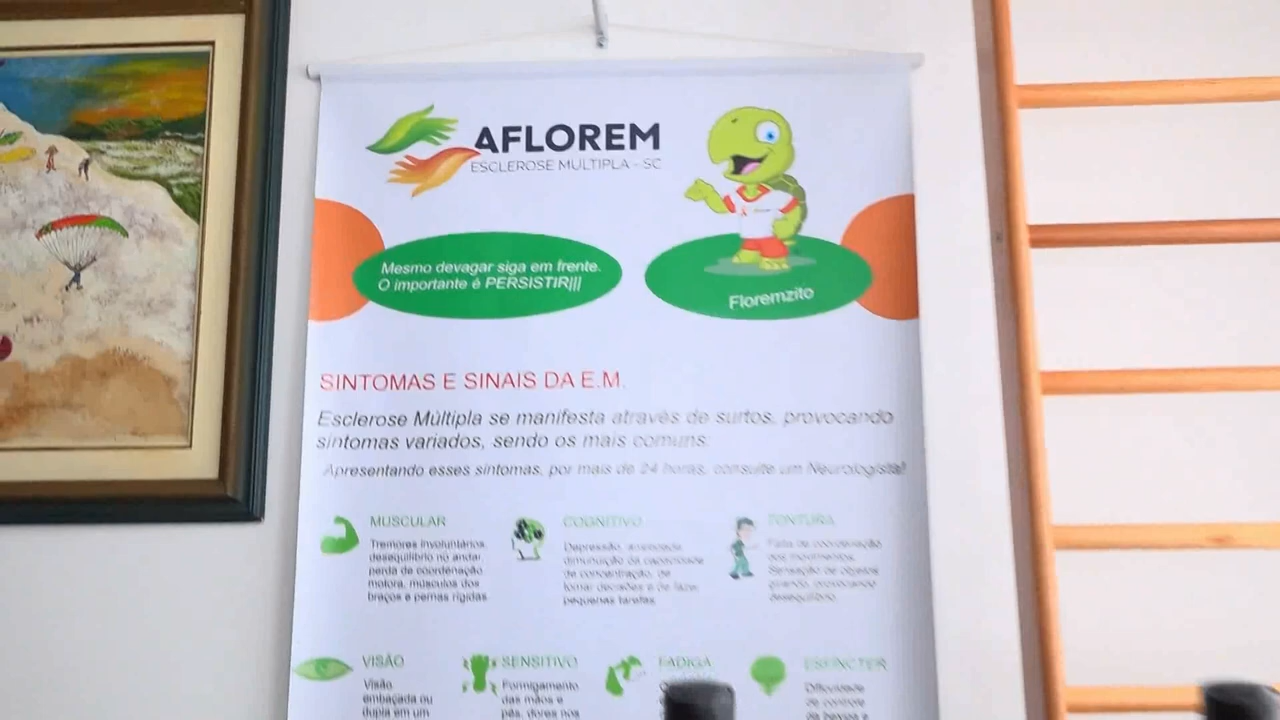 AFLOREM
ESCLEROSE MÚLTIPLA - SC
Mesmo devagar siga em frente.
O importante é PERSISTIR|||
Floremzito
SINTOMAS E SINAIS DA E.M.
Esclerose Múltipla se manifesta através de surtos, provocando
sintomas variados, sendo os mais comuns:
Apresentando esses sintomas, por mais de 24 horas, consulte um Neurologista!
MUSCULAR
Tremores involuntários,
desequilíbrio no andar,
perda de coordenação
motora, músculos dos
braços e pernas rígidas
COGNITIVO
Depressão, ansiedade
diminuição da capacidade
de concentração, de
tomar decisões e de fazer
pequenas tarefas.
TONTURA
Falta de coordenação
dos movimentos.
Sensação de objetos
girando, provocando
desequilíbrio.
VISÃO
Visão
embaçada ou
dupla em um
SENSITIVO
Formigamento
das mãos e
pés, dores nos
FADIGA
ESFÍNCTER
Dificuldade
de controle
da bexiga e